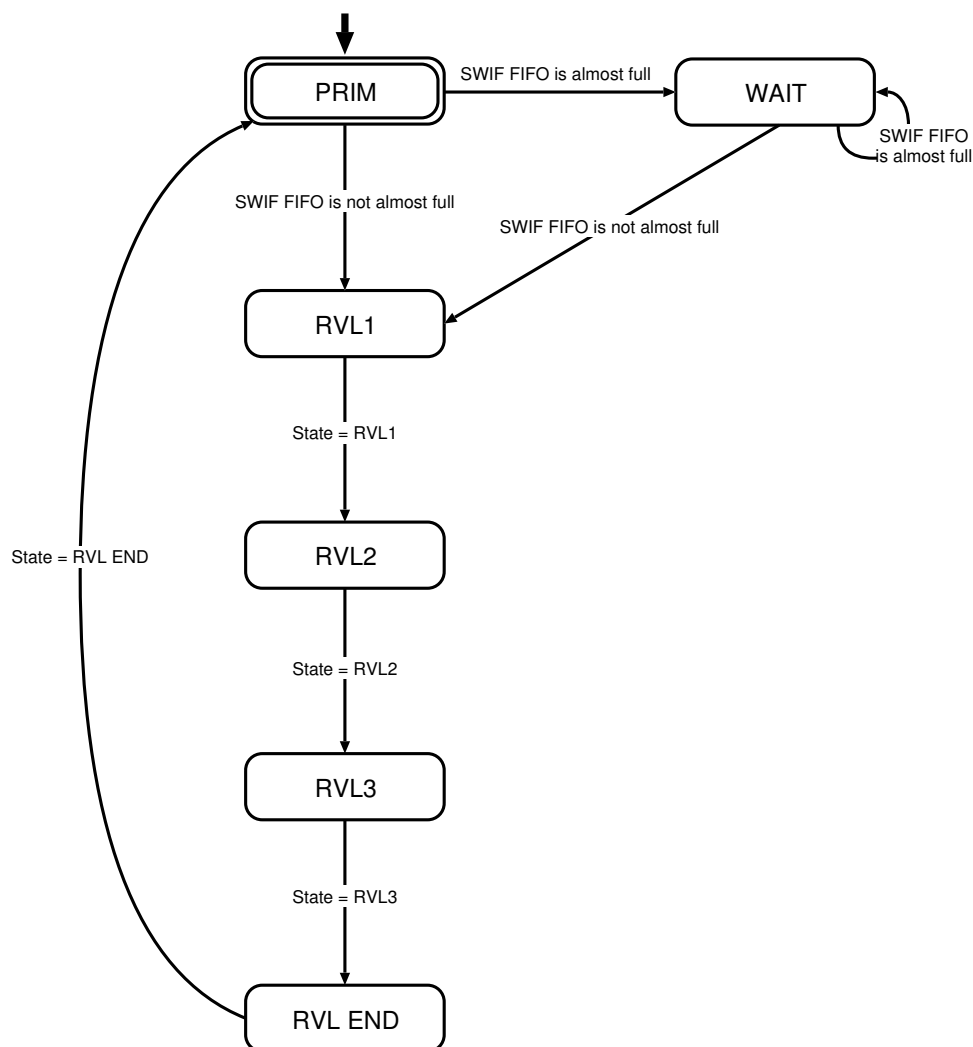 SWIF FIFO is almost full
PRIM
WAIT
SWIF FIFO
is almost full
SWIF FIFO is not almost full
SWIF FIFO is not almost full
RVL1
State = RVL1
RVL2
State = RVL END
State = RVL2
RVL3
State = RVL3
RVL END